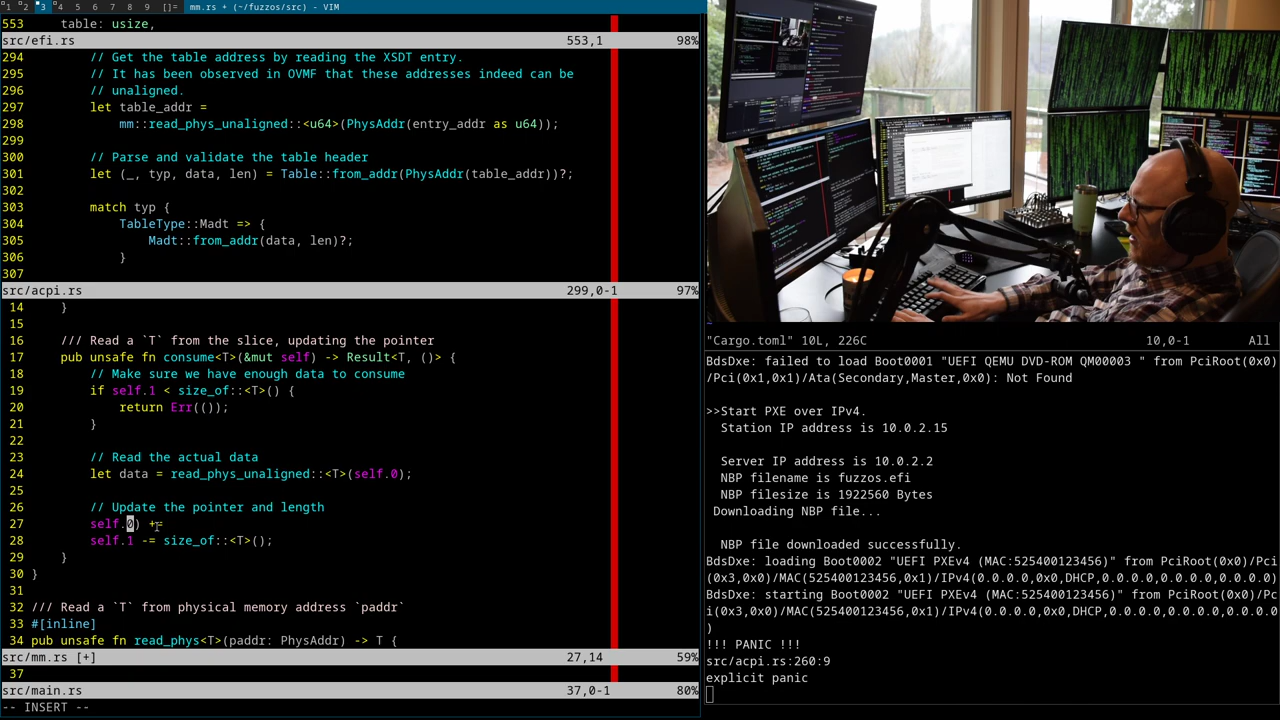 1 2 3 4 5 6 7 8 9 []= mm.rs + (~/fuzzos/src) - VIM
553     table: usize,
src/efi.rs 553,1 98%
294         // Get the table address by reading the XSDT entry.
295         // It has been observed in OVMF that these addresses indeed can be
296         // unaligned.
297         let table_addr =
298             mm::read_phys_unaligned::<u64>(PhysAddr(entry_addr as u64));
299
300         // Parse and validate the table header
301         let (_, typ, data, len) = Table::from_addr(PhysAddr(table_addr))?;
302
303         match typ {
304             TableType::Madt => {
305                 Madt::from_addr(data, len)?;
306             }
307
src/acpi.rs 299,0-1 97%
14     }
15
16     /// Read a `T` from the slice, updating the pointer
17     pub unsafe fn consume<T>(&mut self) -> Result<T, ()> {
18         // Make sure we have enough data to consume
19         if self.1 < size_of::<T>() {
20             return Err(());
21         }
22
23         // Read the actual data
24         let data = read_phys_unaligned::<T>(self.0);
25
26         // Update the pointer and length
27         self.0) +=
28         self.1 -= size_of::<T>();
29     }
30 }
31
32 /// Read a `T` from physical memory address `paddr`
33 #[inline]
34 pub unsafe fn read_phys<T>(paddr: PhysAddr) -> T {
src/mm.rs [+] 27,14 59%
37
src/main.rs 37,0-1 80%
-- INSERT --
"Cargo.toml" 10L, 226C 10,0-1 All
BdsDxe: failed to load Boot0001 "UEFI QEMU DVD-ROM QM00003 " from PciRoot(0x0)
/Pci(0x1,0x1)/Ata(Secondary,Master,0x0): Not Found
>>Start PXE over IPv4.
  Station IP address is 10.0.2.15
  Server IP address is 10.0.2.2
  NBP filename is fuzzos.efi
  NBP filesize is 1922560 Bytes
 Downloading NBP file...
  NBP file downloaded successfully.
BdsDxe: loading Boot0002 "UEFI PXEv4 (MAC:525400123456)" from PciRoot(0x0)/Pci
(0x3,0x0)/MAC(525400123456,0x1)/IPv4(0.0.0.0,0x0,DHCP,0.0.0.0,0.0.0.0,0.0.0.0)
BdsDxe: starting Boot0002 "UEFI PXEv4 (MAC:525400123456)" from PciRoot(0x0)/Pc
i(0x3,0x0)/MAC(525400123456,0x1)/IPv4(0.0.0.0,0x0,DHCP,0.0.0.0,0.0.0.0,0.0.0.0
)
!!! PANIC !!!
src/acpi.rs:260:9
explicit panic